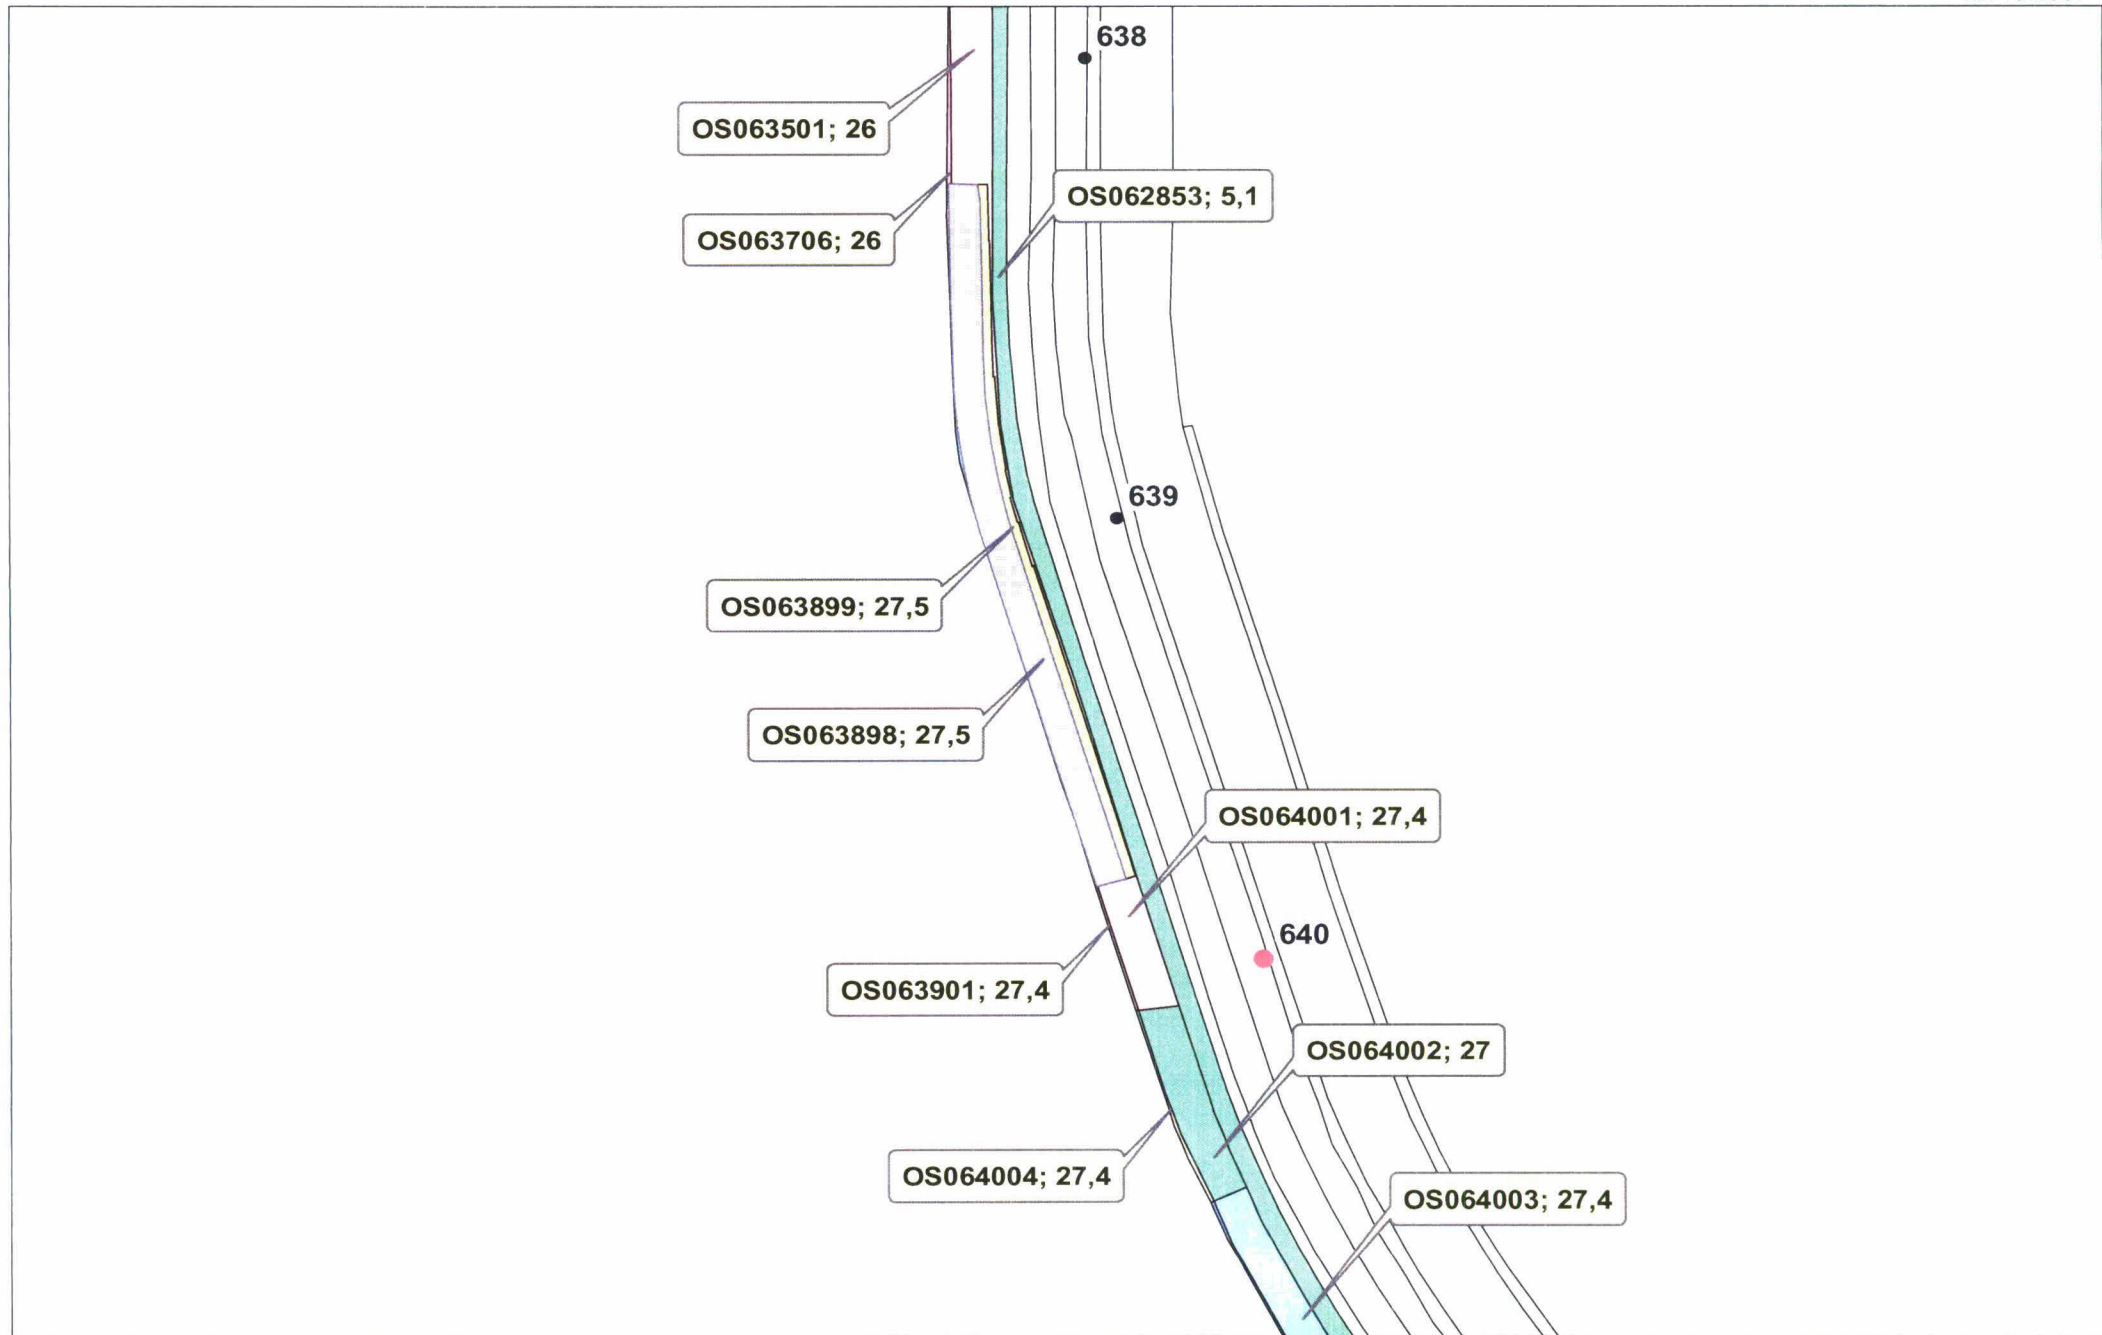 638
OS063501; 26
OS062853; 5,1
OS063706; 26
639
OS063899; 27,5
OS063898; 27,5
OS064001; 27,4
640
OS063901; 27,4
OS064002; 27
OS064004; 27,4
OS064003; 27,4